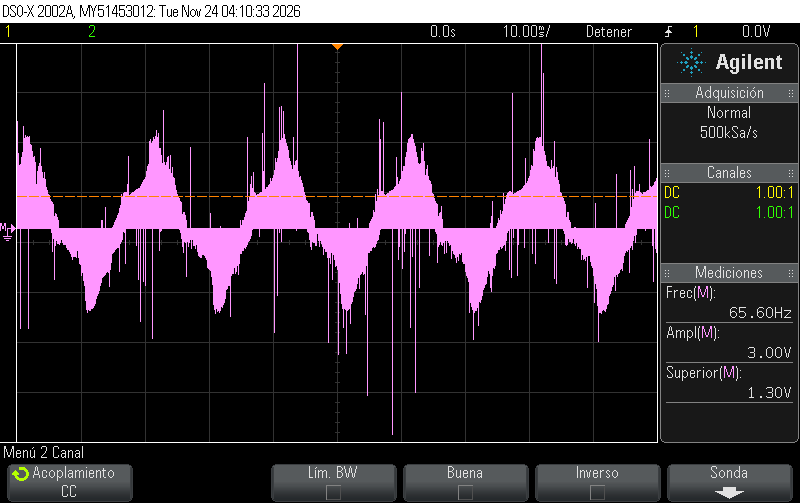 DSO-X 2002A, MY51453012: Tue Nov 24 04:10:33 2026
1 2 0.0s 10.00ms/ Detener 1 0.0V
Agilent
Adquisición
Normal
500kSa/s
Canales
DC 1.00:1
DC 1.00:1
Mediciones
Frec(M):
65.60Hz
Ampl(M):
3.00V
Superior(M):
1.30V
M
Menú 2 Canal
Acoplamiento Lím. BW Buena Inverso Sonda
CC